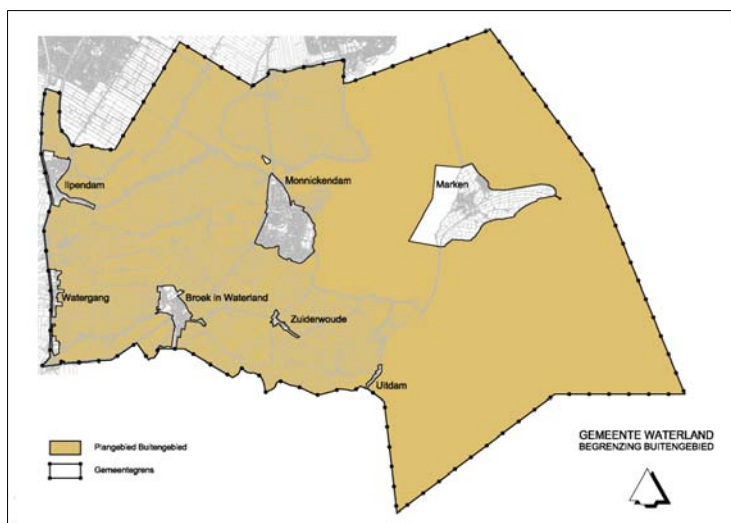 Ilpendam
Monnickendam
Marken
Watergang
Broek in Waterland
Zuiderwoude
Uitdam
Plangebied Buitengebied
Gemeentegrens
GEMEENTE WATERLAND
BEGRENZING BUITENGEBIED